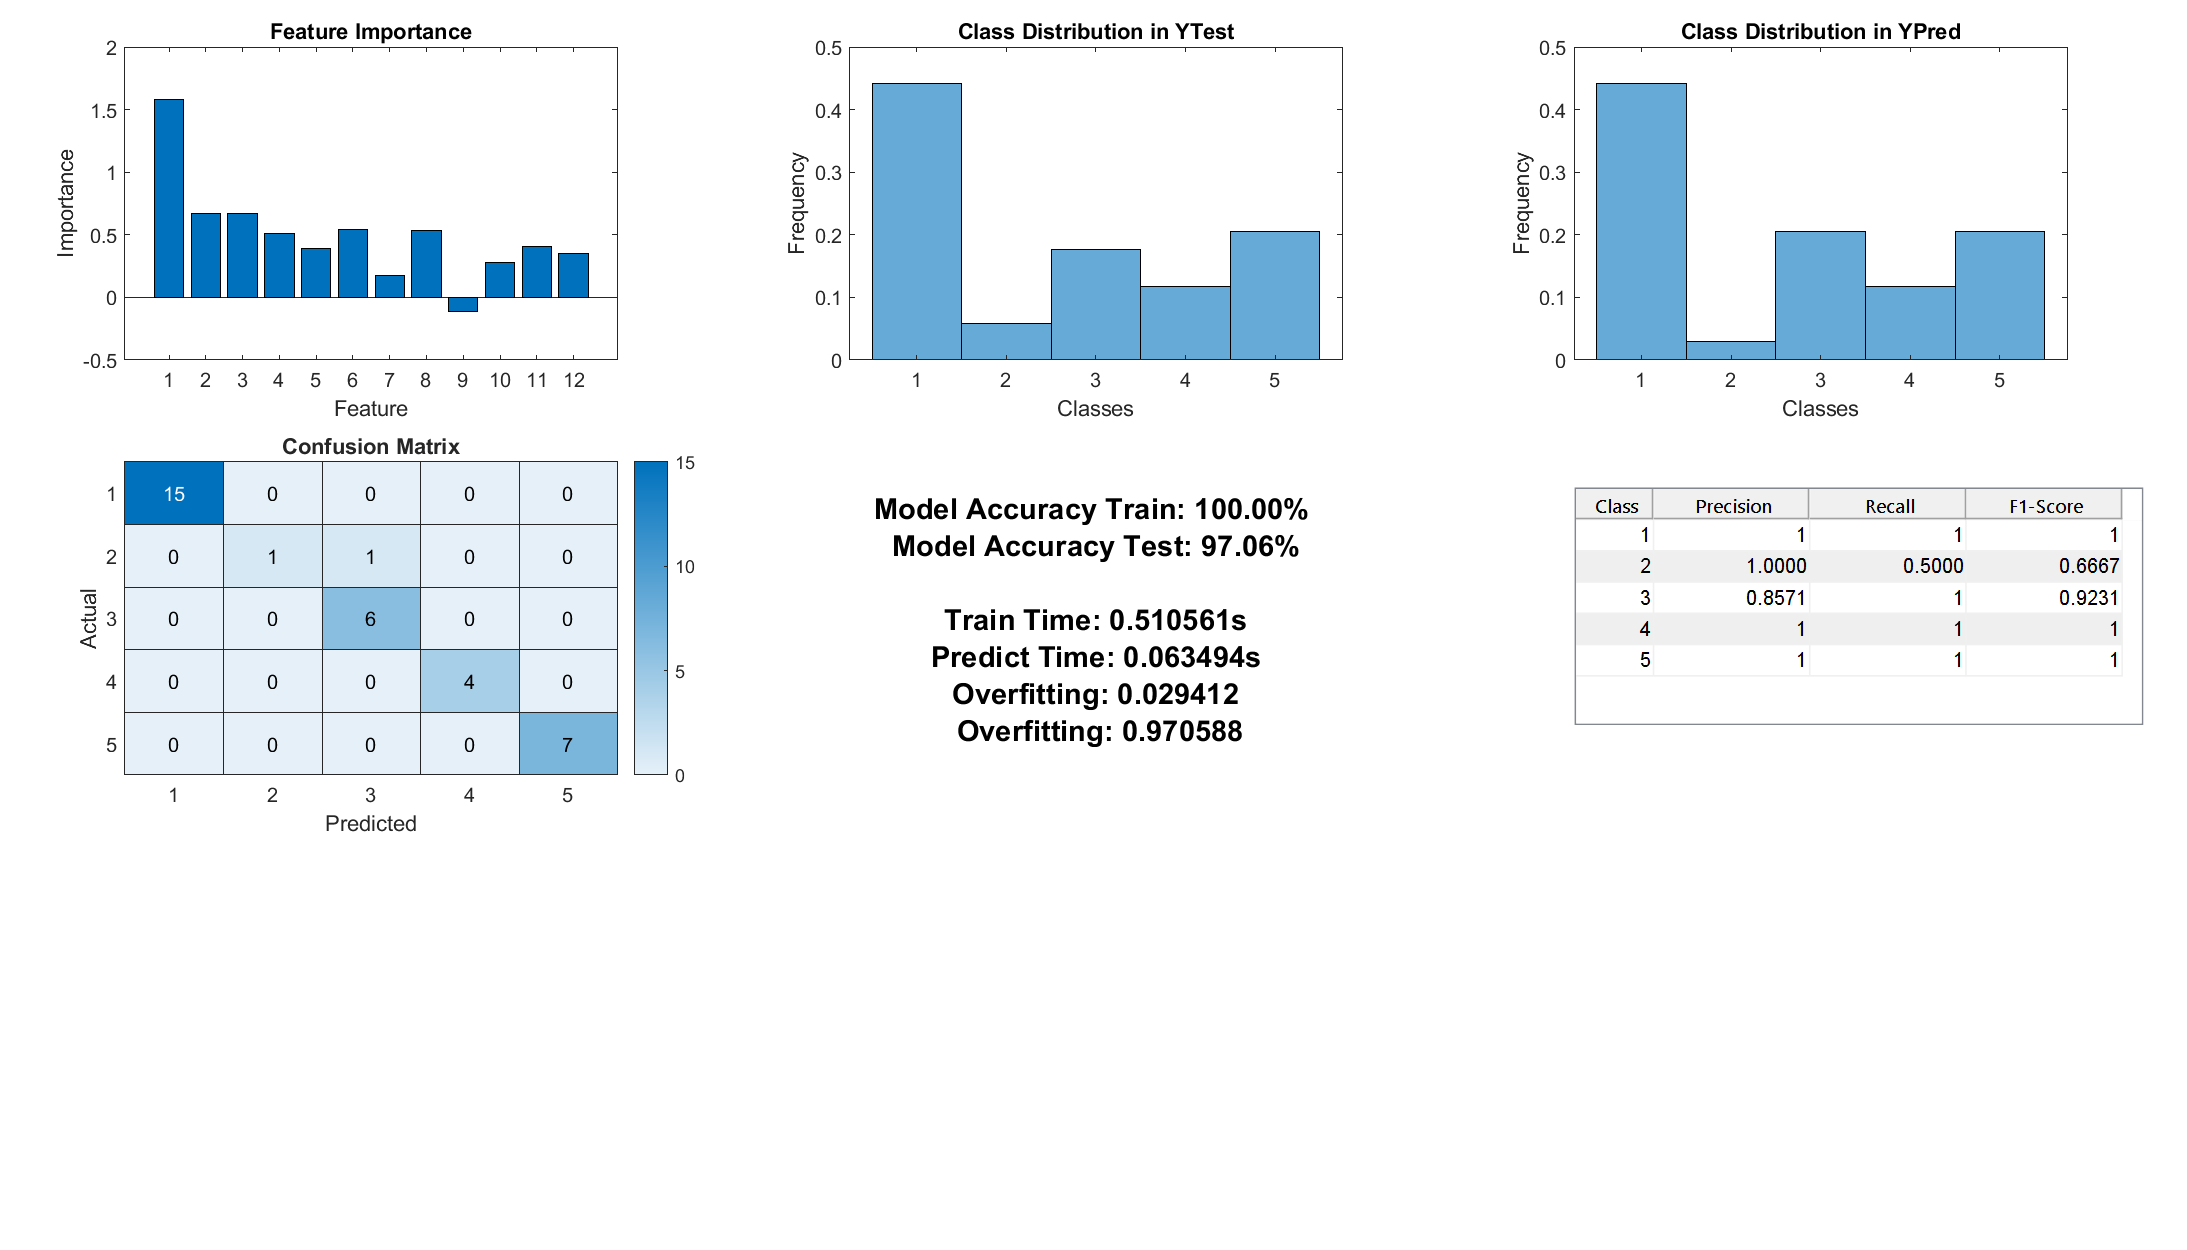 Feature Importance
2
1.5
1
0.5
0
-0.5
Importance
1 2 3 4 5 6 7 8 9 10 11 12
Feature
Class Distribution in YTest
0.5
0.4
0.3
0.2
0.1
0
Frequency
1 2 3 4 5
Classes
Class Distribution in YPred
0.5
0.4
0.3
0.2
0.1
0
Frequency
1 2 3 4 5
Classes
Confusion Matrix
Actual
1 15 0 0 0 0
2 0 1 1 0 0
3 0 0 6 0 0
4 0 0 0 4 0
5 0 0 0 0 7
1 2 3 4 5
Predicted
15
10
5
0
Model Accuracy Train: 100.00%
Model Accuracy Test: 97.06%
Train Time: 0.510561s
Predict Time: 0.063494s
Overfitting: 0.029412
Overfitting: 0.970588
Class Precision Recall F1-Score
1 1 1 1
2 1.0000 0.5000 0.6667
3 0.8571 1 0.9231
4 1 1 1
5 1 1 1